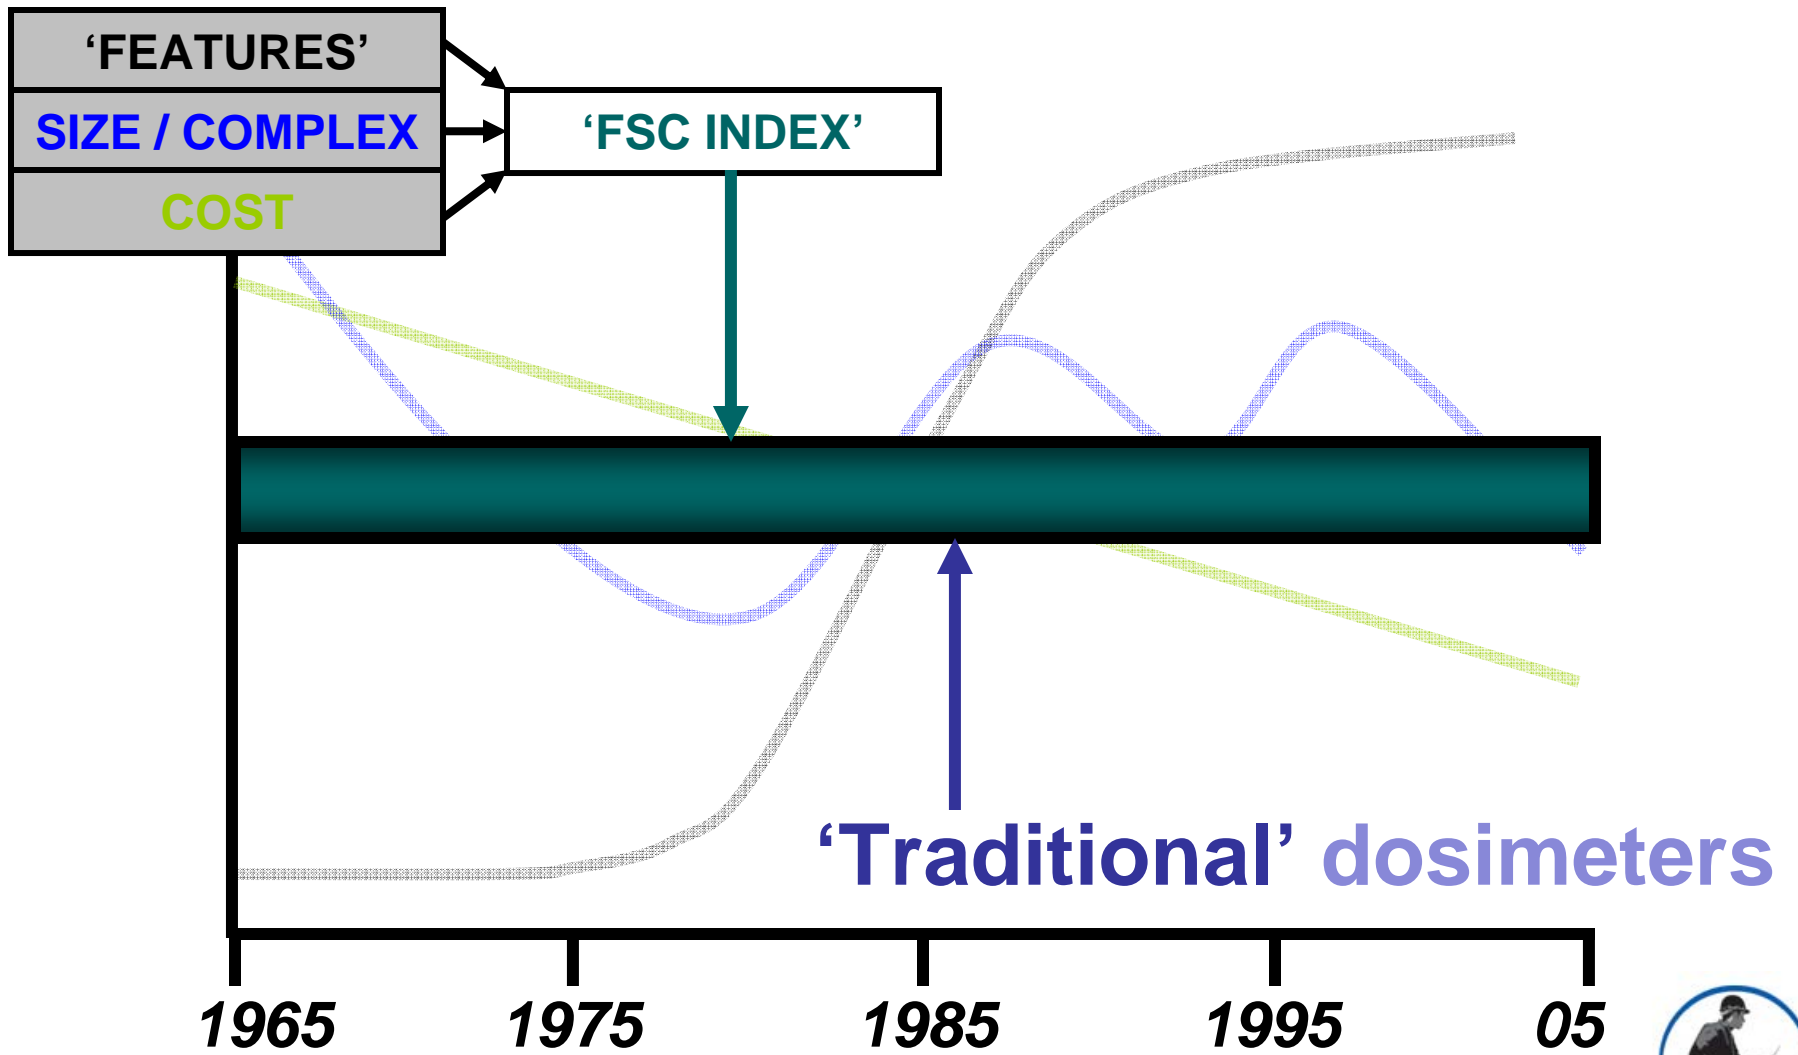 ‘FEATURES’
SIZE / COMPLEX
COST
‘FSC INDEX’
‘Traditional’ dosimeters
1965 1975 1985 1995 05